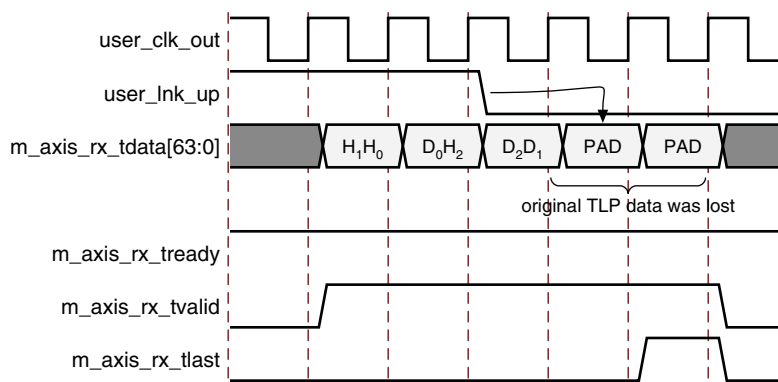 user_clk_out
user_lnk_up
m_axis_rx_tdata[63:0] H₁H₀ D₀H₂ D₂D₁ PAD PAD
original TLP data was lost
m_axis_rx_tready
m_axis_rx_tvalid
m_axis_rx_tlast